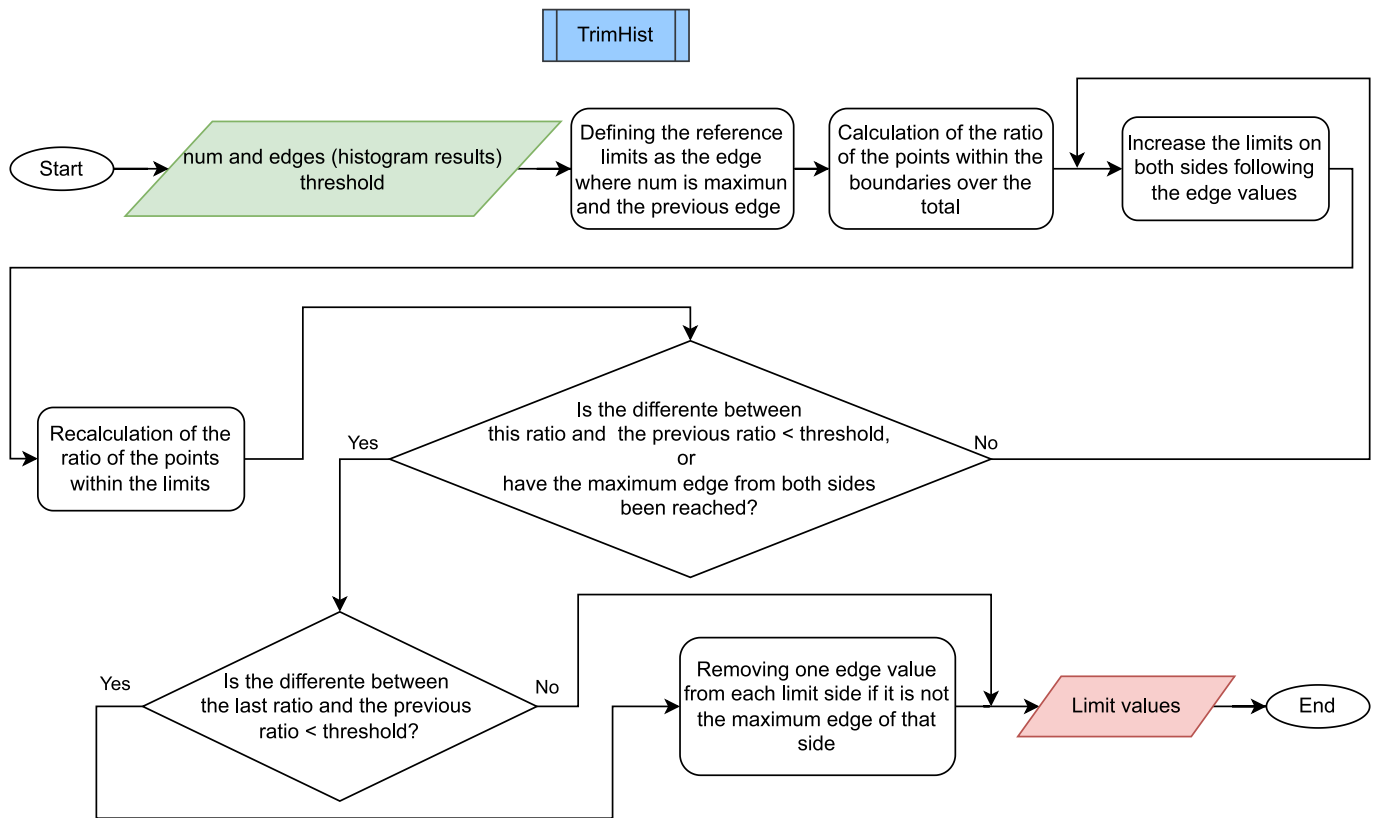 TrimHist
Start
num and edges (histogram results)
threshold
Defining the reference
limits as the edge
where num is maximun
and the previous edge
Calculation of the ratio
of the points within the
boundaries over the
total
Increase the limits on
both sides following
the edge values
Recalculation of the
ratio of the points
within the limits
Yes
Is the differente between
this ratio and the previous ratio < threshold,
or
have the maximum edge from both sides
been reached?
No
Yes
Is the differente between
the last ratio and the previous
ratio < threshold?
No
Removing one edge value
from each limit side if it is not
the maximum edge of that
side
Limit values
End